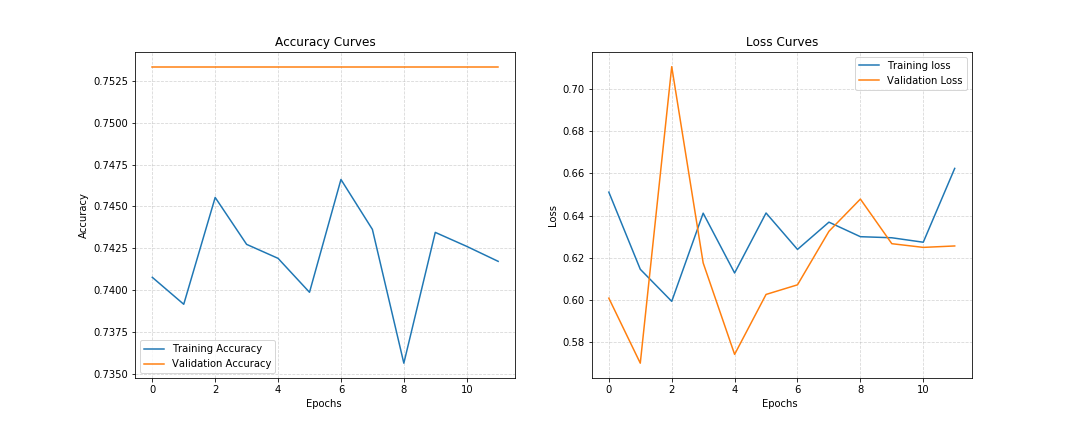 Accuracy Curves
0.7525
0.7500
0.7475
0.7450
0.7425
0.7400
0.7375
0.7350
Accuracy
Training Accuracy
Validation Accuracy
0 2 4 6 8 10
Epochs
Loss Curves
0.70
0.68
0.66
0.64
0.62
0.60
0.58
Loss
Training loss
Validation Loss
0 2 4 6 8 10
Epochs